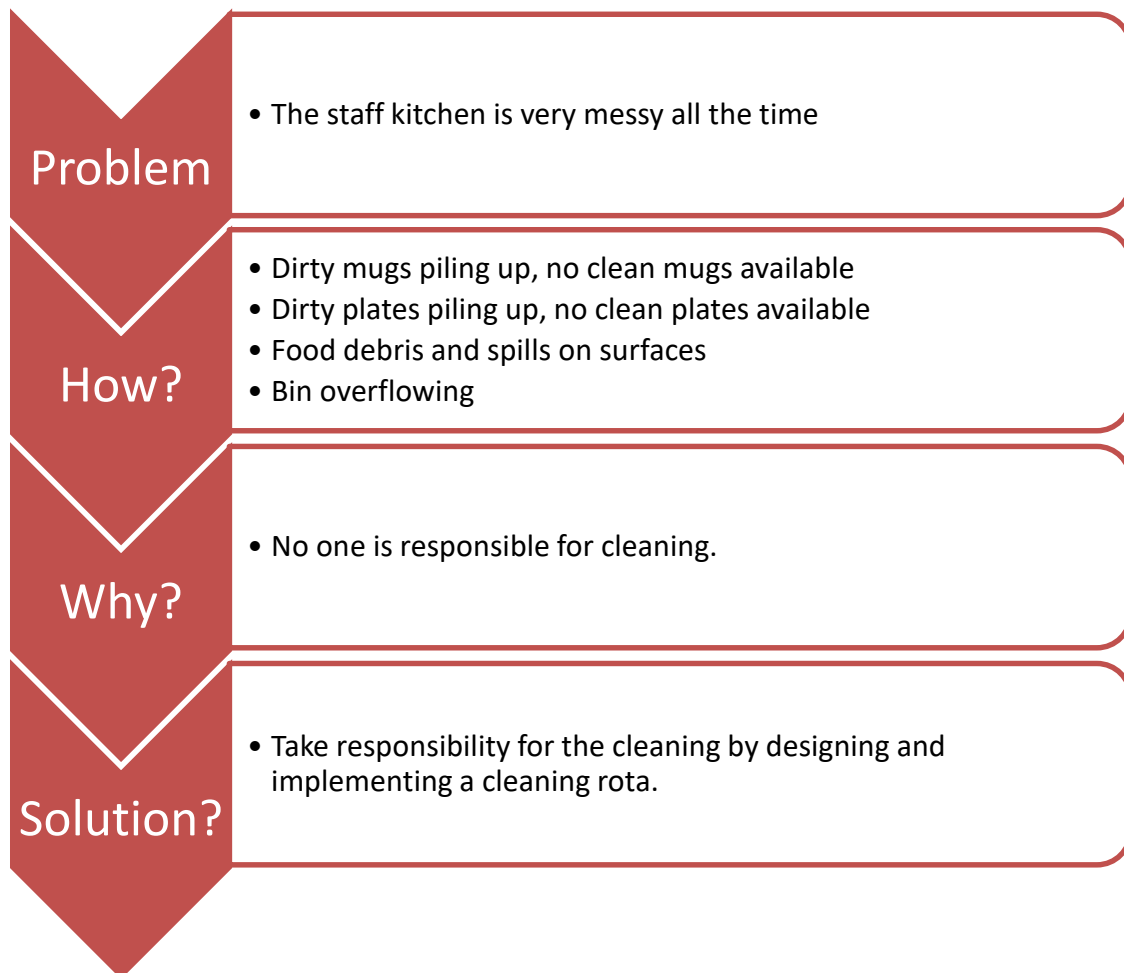 Problem
• The staff kitchen is very messy all the time
How?
• Dirty mugs piling up, no clean mugs available
• Dirty plates piling up, no clean plates available
• Food debris and spills on surfaces
• Bin overflowing
Why?
• No one is responsible for cleaning.
Solution?
• Take responsibility for the cleaning by designing and
implementing a cleaning rota.